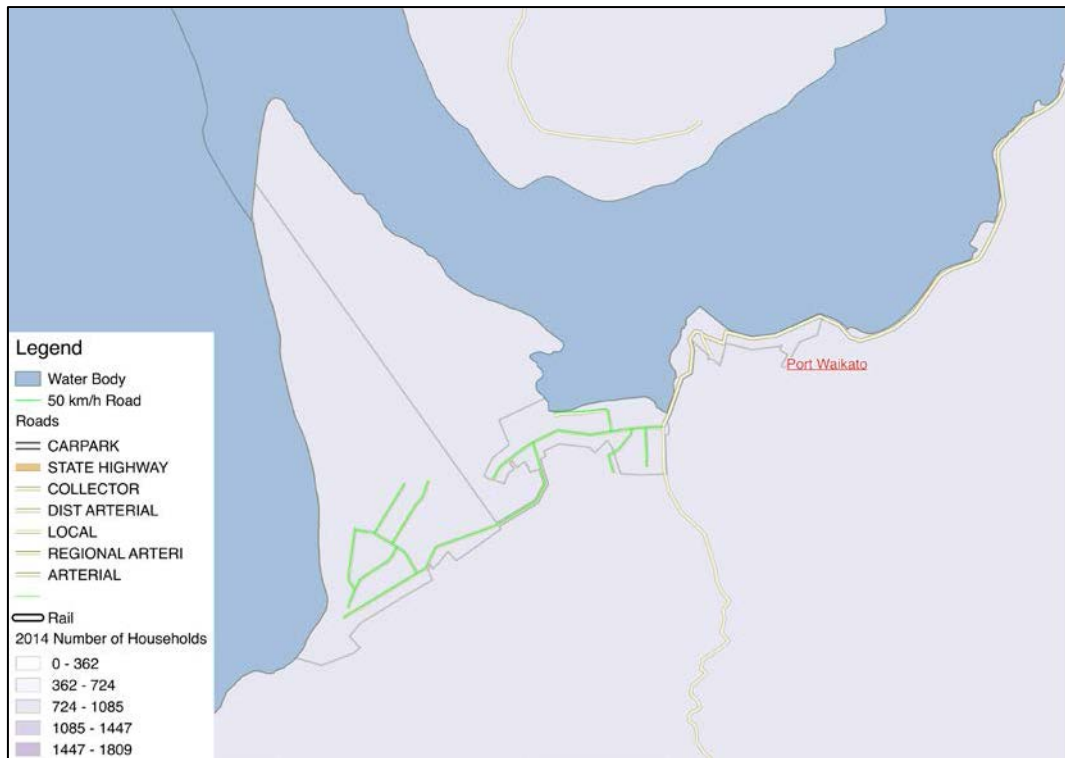 Port Waikato
Legend
Water Body
50 km/h Road
Roads
CARPARK
STATE HIGHWAY
COLLECTOR
DIST ARTERIAL
LOCAL
REGIONAL ARTERI
ARTERIAL
Rail
2014 Number of Households
0 - 362
362 - 724
724 - 1085
1085 - 1447
1447 - 1809